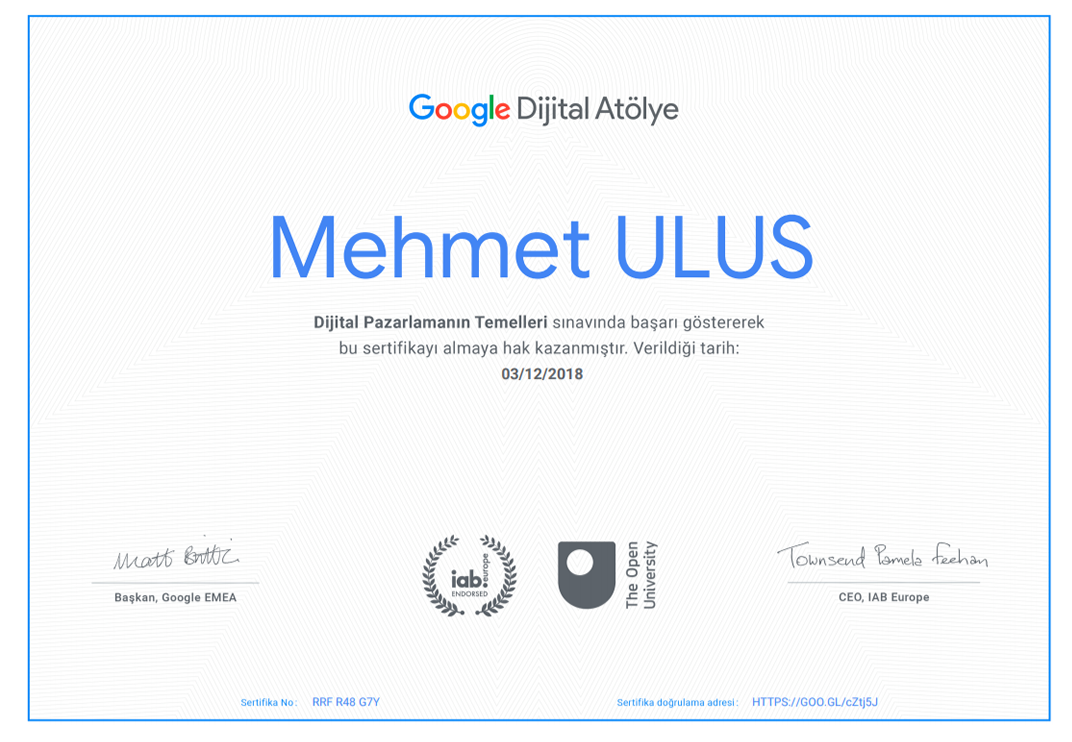 Google Dijital Atölye
Mehmet ULUS
Dijital Pazarlamanın Temelleri sınavında başarı göstererek
bu sertifikayı almaya hak kazanmıştır. Verildiği tarih:
03/12/2018
Matt Brittin
Townsend Pamela Feehan
iab.europe
ENDORSED
The Open
University
Başkan, Google EMEA
CEO, IAB Europe
Sertifika No: RRF R48 G7Y
Sertifika doğrulama adresi: HTTPS://GOO.GL/cZtj5J